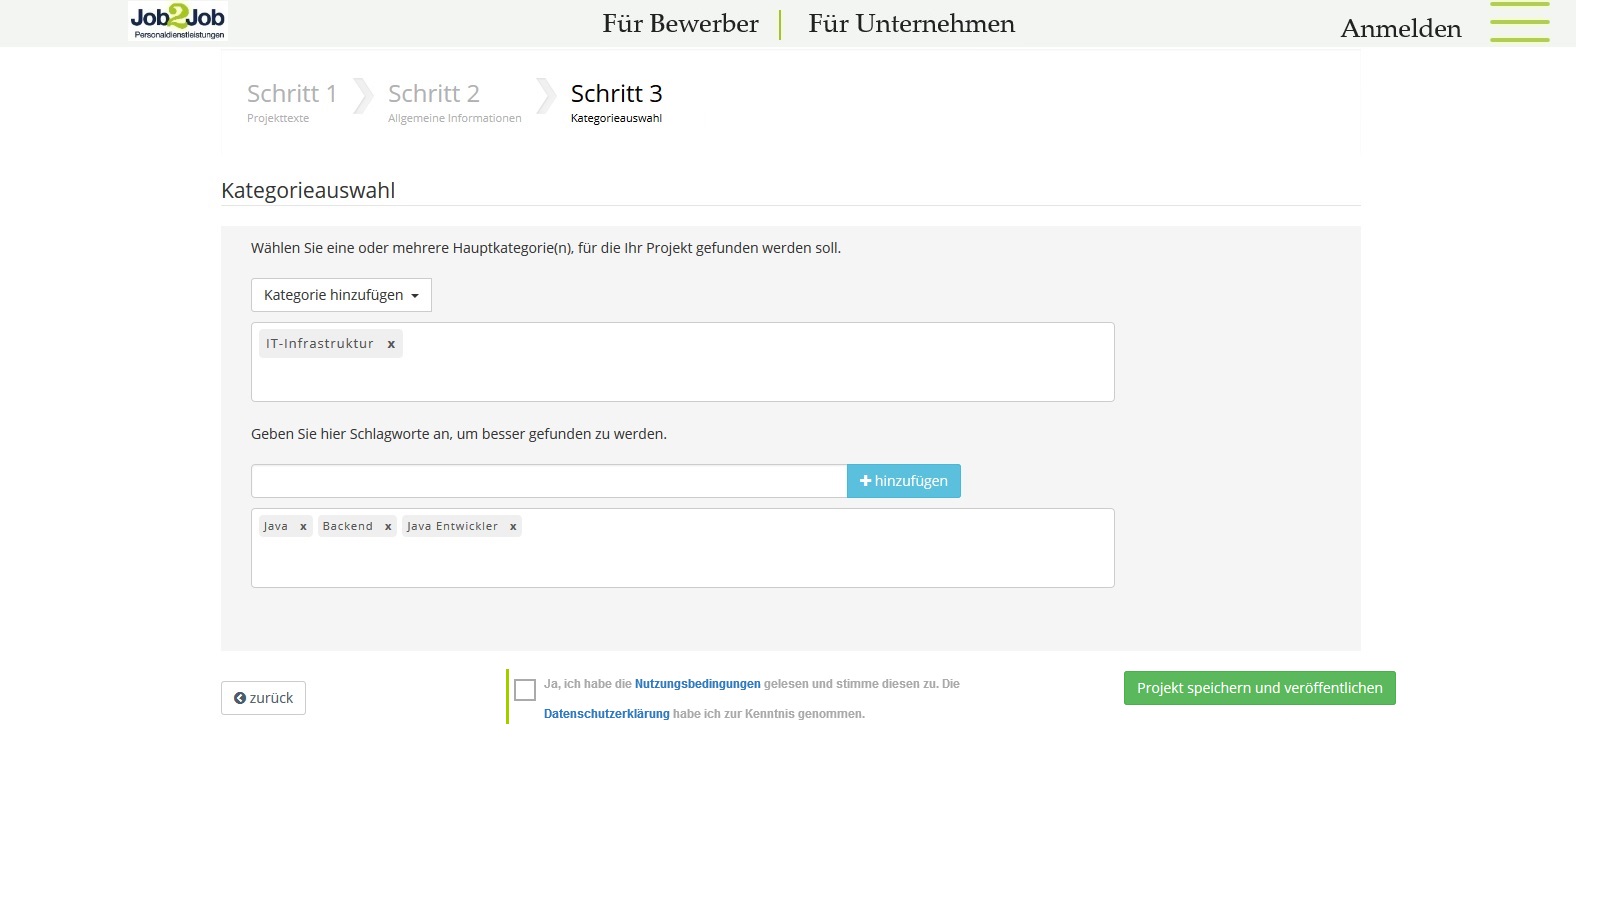 Job2Job
Personaldienstleistungen
Für Bewerber
Für Unternehmen
Anmelden
Schritt 1
Projekttexte
Schritt 2
Allgemeine Informationen
Schritt 3
Kategorieauswahl
Kategorieauswahl
Wählen Sie eine oder mehrere Hauptkategorie(n), für die Ihr Projekt gefunden werden soll.
Kategorie hinzufügen
IT-Infrastruktur x
Geben Sie hier Schlagworte an, um besser gefunden zu werden.
+ hinzufügen
Java x Backend x Java Entwickler x
zurück
Ja, ich habe die Nutzungsbedingungen gelesen und stimme diesen zu. Die
Datenschutzerklärung habe ich zur Kenntnis genommen.
Projekt speichern und veröffentlichen